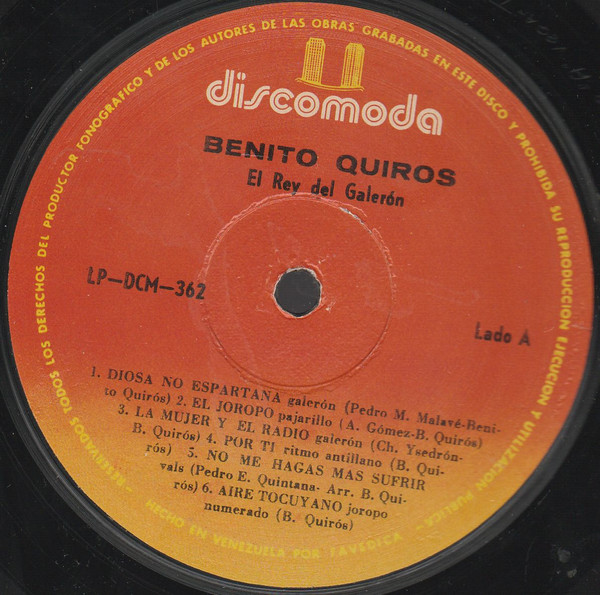 RESERVADOS TODOS LOS DERECHOS DEL PRODUCTOR FONOGRAFICO Y DE LOS AUTORES DE LAS OBRAS GRABADAS EN ESTE DISCO Y PROHIBIDA SU REPRODUCCION EJECUCION Y UTILIZACION PUBLICA
discomoda
BENITO QUIROS
El Rey del Galerón
LP-DCM-362
Lado A
1. DIOSA NO ESPARTANA galerón (Pedro M. Malavé-Beni-
to Quirós) 2. EL JOROPO pajarillo (A. Gómez-B. Quirós)
3. LA MUJER Y EL RADIO galerón (Ch. Ysedrón-
B. Quirós) 4. POR TI ritmo antillano (B. Qui-
rós) 5. NO ME HAGAS MAS SUFRIR
vals (Pedro E. Quintana- Arr. B. Qui-
rós) 6. AIRE TOCUYANO joropo
numerado (B. Quirós)
HECHO EN VENEZUELA POR FAVEDICA